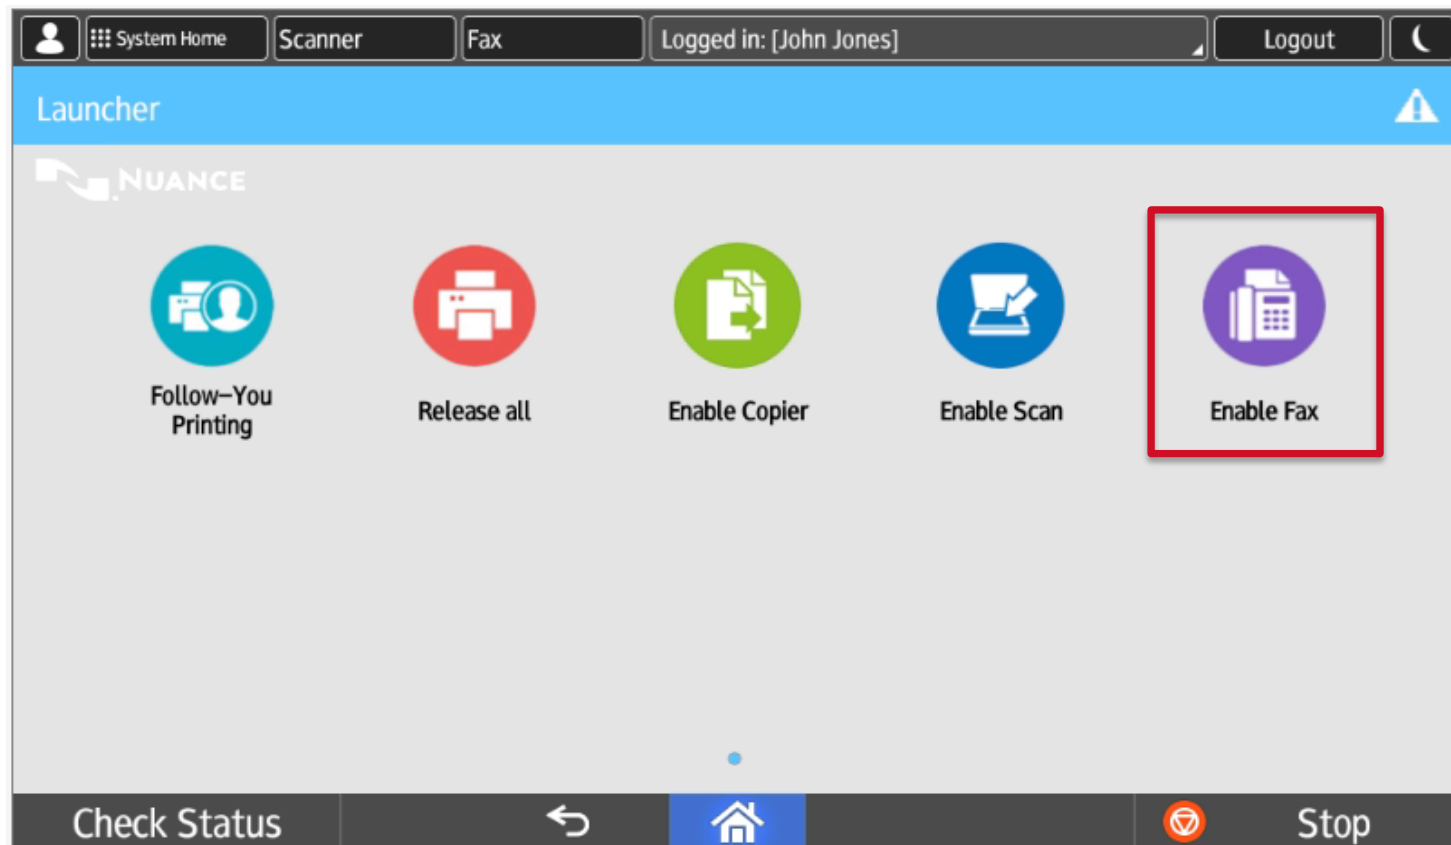 System Home
Scanner
Fax
Logged in: [John Jones]
Logout
Launcher
NUANCE
Follow–You
Printing
Release all
Enable Copier
Enable Scan
Enable Fax
Check Status
Stop